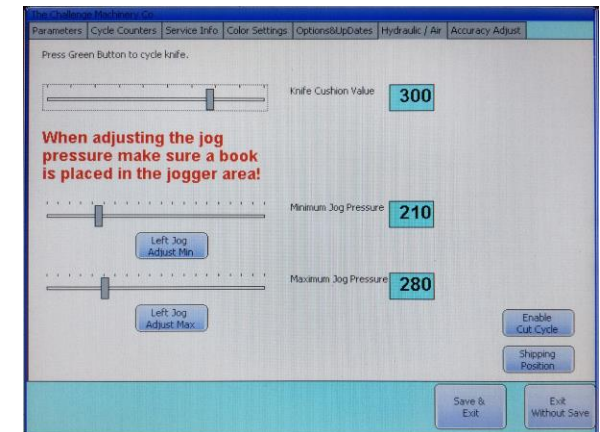 The Challenge Machinery Co
Parameters Cycle Counters Service Info Color Settings Options&UpDates Hydraulic / Air Accuracy Adjust
Press Green Button to cycle knife.
Knife Cushion Value 300
When adjusting the jog
pressure make sure a book
is placed in the jogger area!
Minimum Jog Pressure 210
Left Jog
Adjust Min
Maximum Jog Pressure 280
Left Jog
Adjust Max
Enable
Cut Cycle
Shipping
Position
Save &
Exit
Exit
Without Save